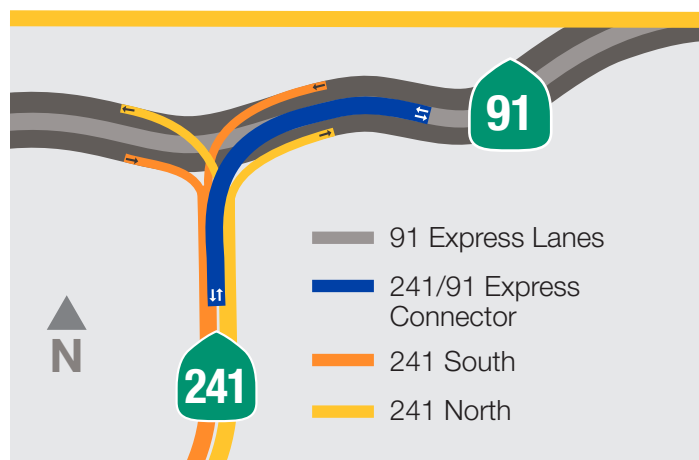 91
91 Express Lanes
241/91 Express
Connector
241 South
241 North
N
241